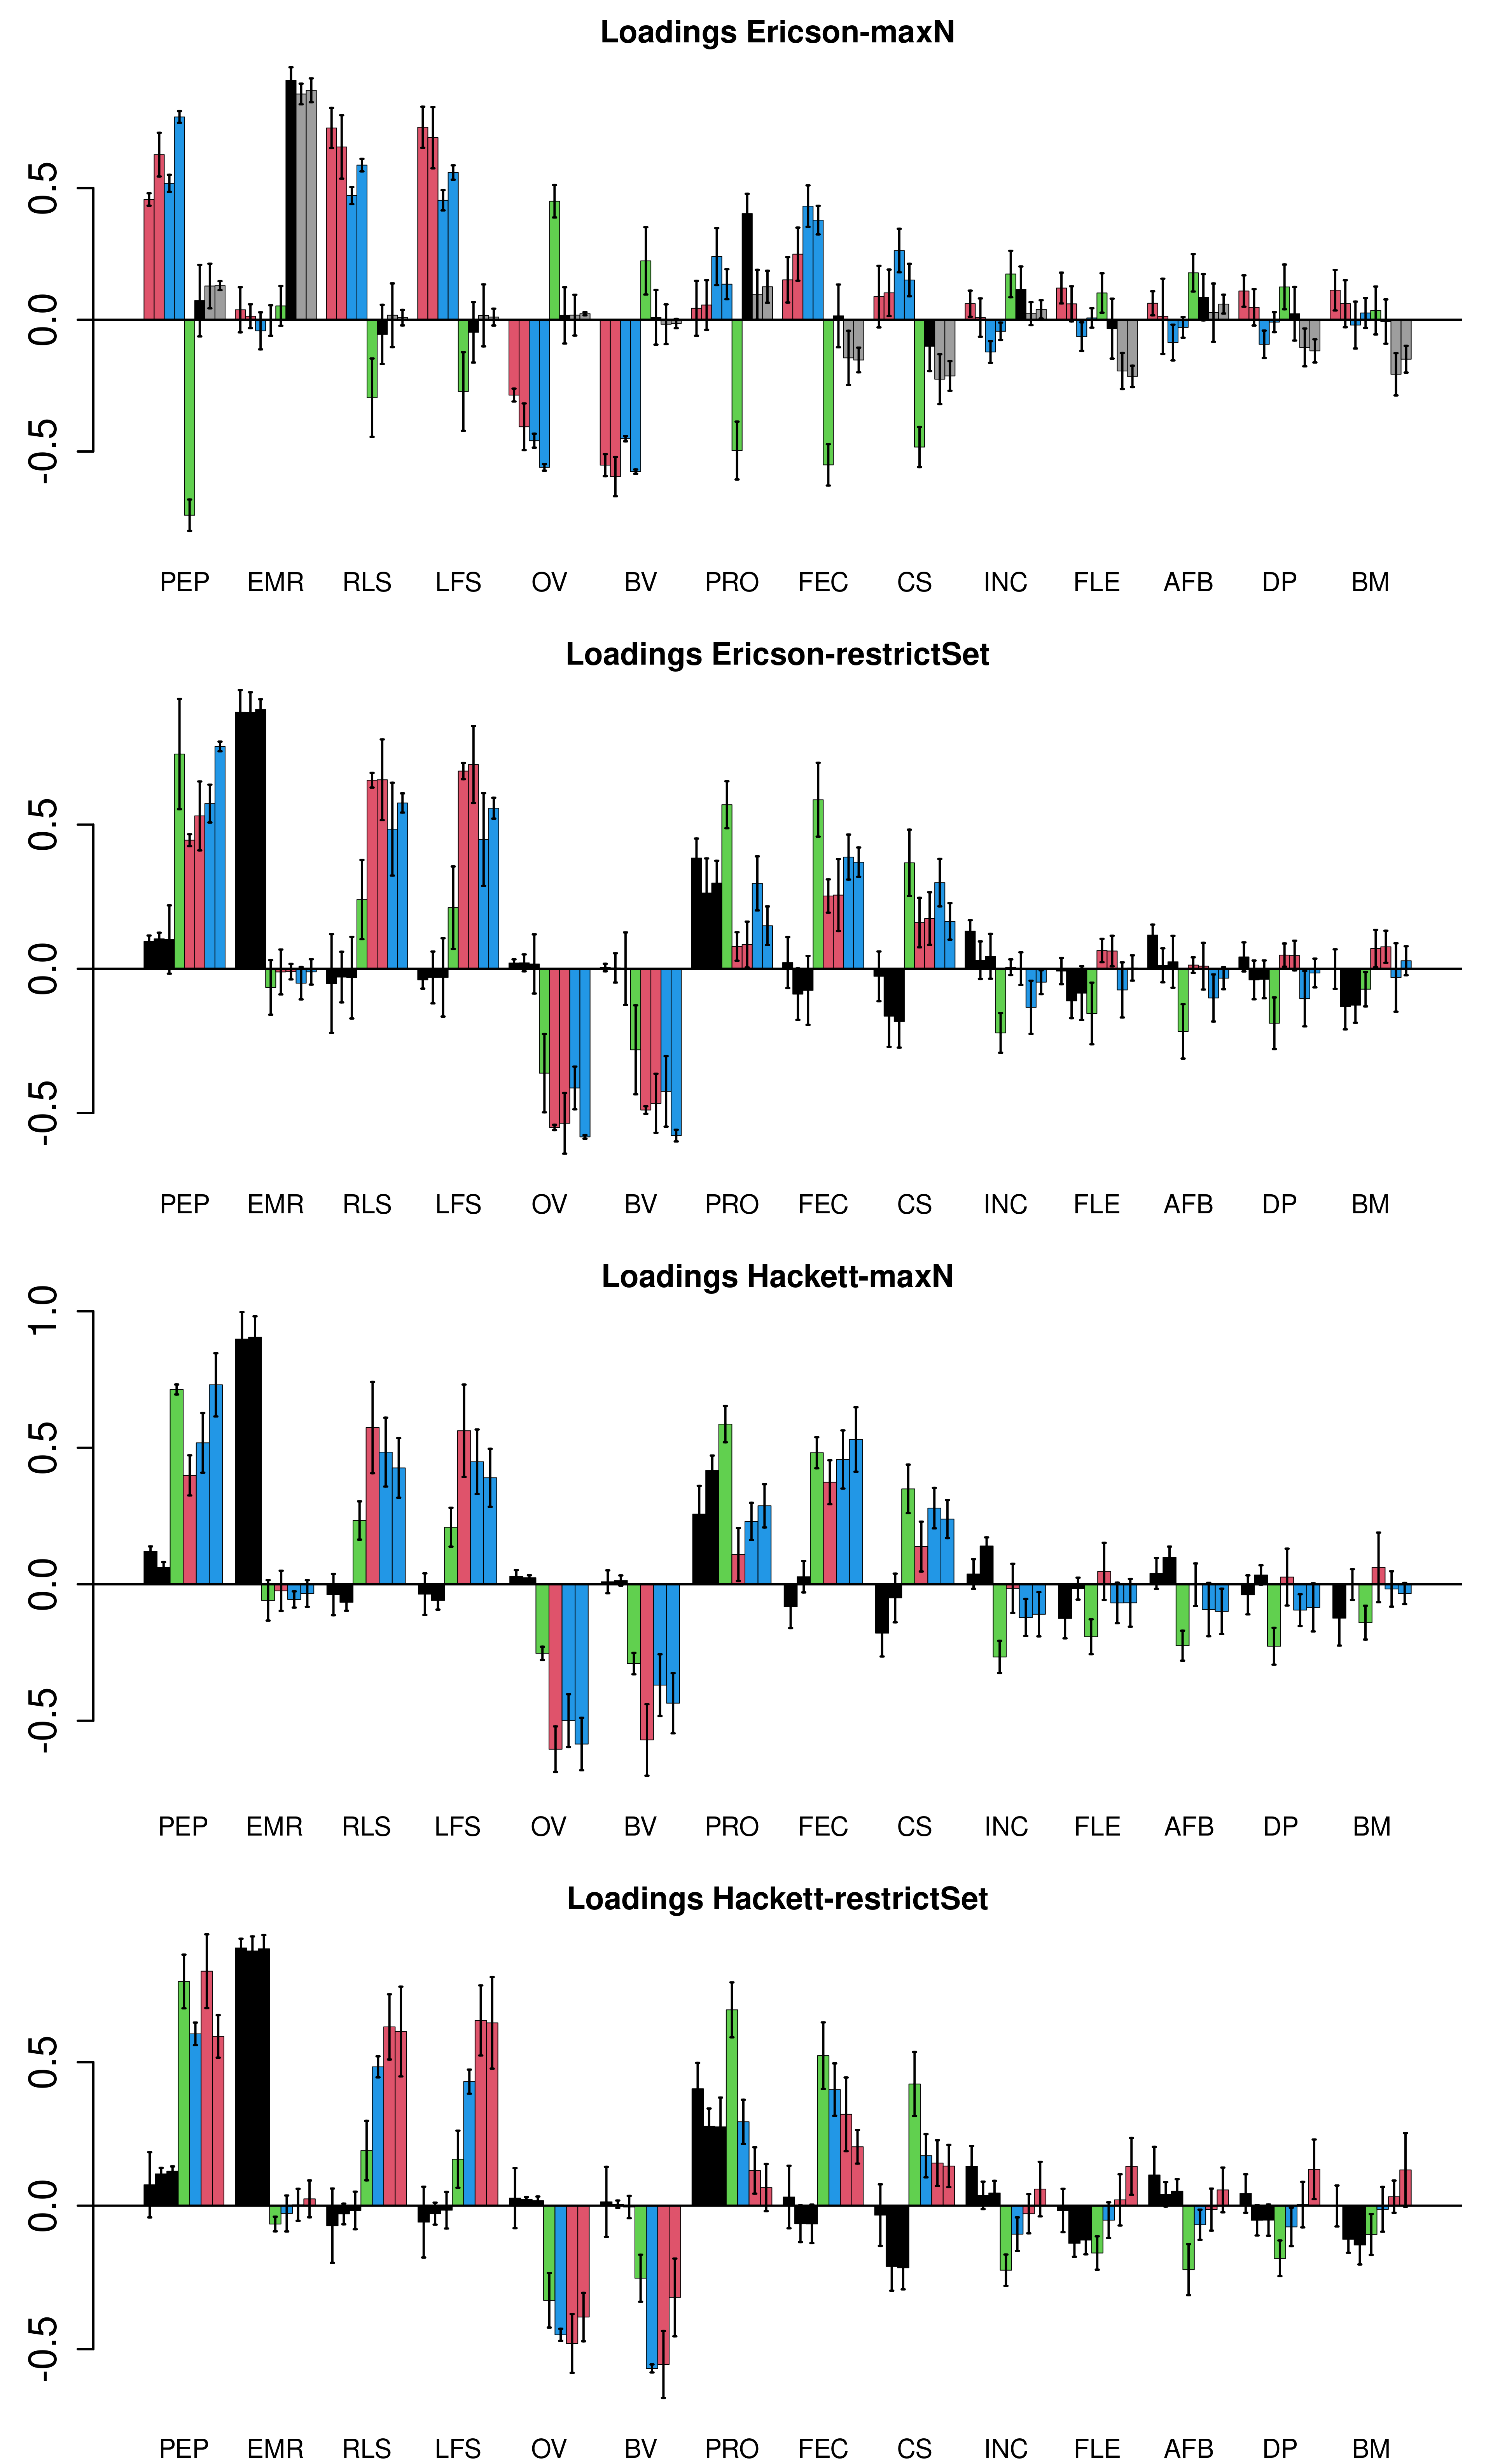 Loadings Ericson-maxN
0.5
0.0
-0.5
PEP EMR RLS LFS OV BV PRO FEC CS INC FLE AFB DP BM
Loadings Ericson-restrictSet
0.5
0.0
-0.5
PEP EMR RLS LFS OV BV PRO FEC CS INC FLE AFB DP BM
Loadings Hackett-maxN
1.0
0.5
0.0
-0.5
PEP EMR RLS LFS OV BV PRO FEC CS INC FLE AFB DP BM
Loadings Hackett-restrictSet
0.5
0.0
-0.5
PEP EMR RLS LFS OV BV PRO FEC CS INC FLE AFB DP BM